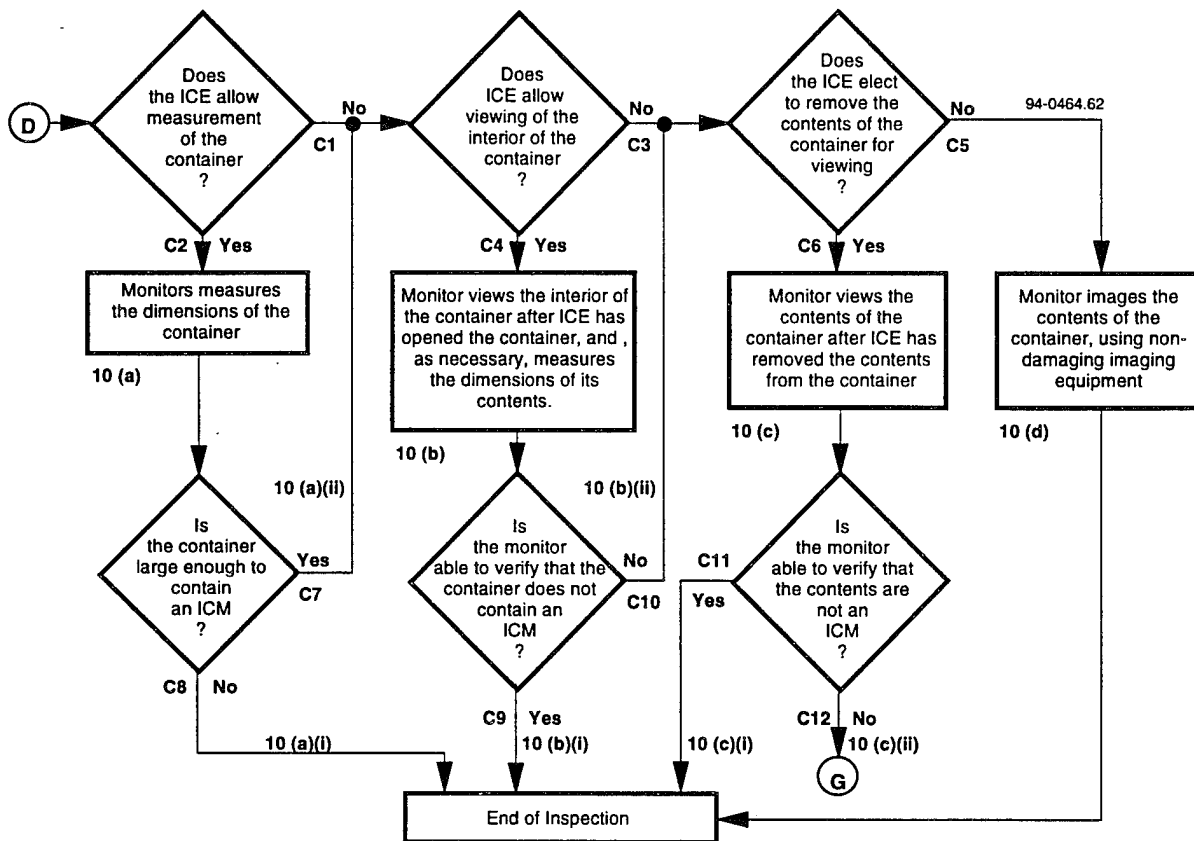 D
Does
the ICE allow
measurement
of the
container
?
No
C1
C2 Yes
Monitors measures
the dimensions of the
container
10 (a)
Is
the container
large enough to
contain
an ICM
?
10 (a)(ii)
Yes
C7
C8 No
10 (a)(i)
Does
ICE allow
viewing of the
interior of the
container
?
No
C3
C4 Yes
Monitor views the interior of
the container after ICE has
opened the container, and ,
as necessary, measures
the dimensions of its
contents.
10 (b)
Is
the monitor
able to verify that the
container does not
contain an
ICM
?
10 (b)(ii)
No
C10
C9 Yes
10 (b)(i)
Does
the ICE elect
to remove the
contents of the
container for
viewing
?
No
C5
94-0464.62
C6 Yes
Monitor views the
contents of the
container after ICE has
removed the contents
from the container
10 (c)
Is
the monitor
able to verify that
the contents are
not an
ICM
?
C11
Yes
10 (c)(i)
C12 No
10 (c)(ii)
G
Monitor images the
contents of the
container, using non-
damaging imaging
equipment
10 (d)
End of Inspection